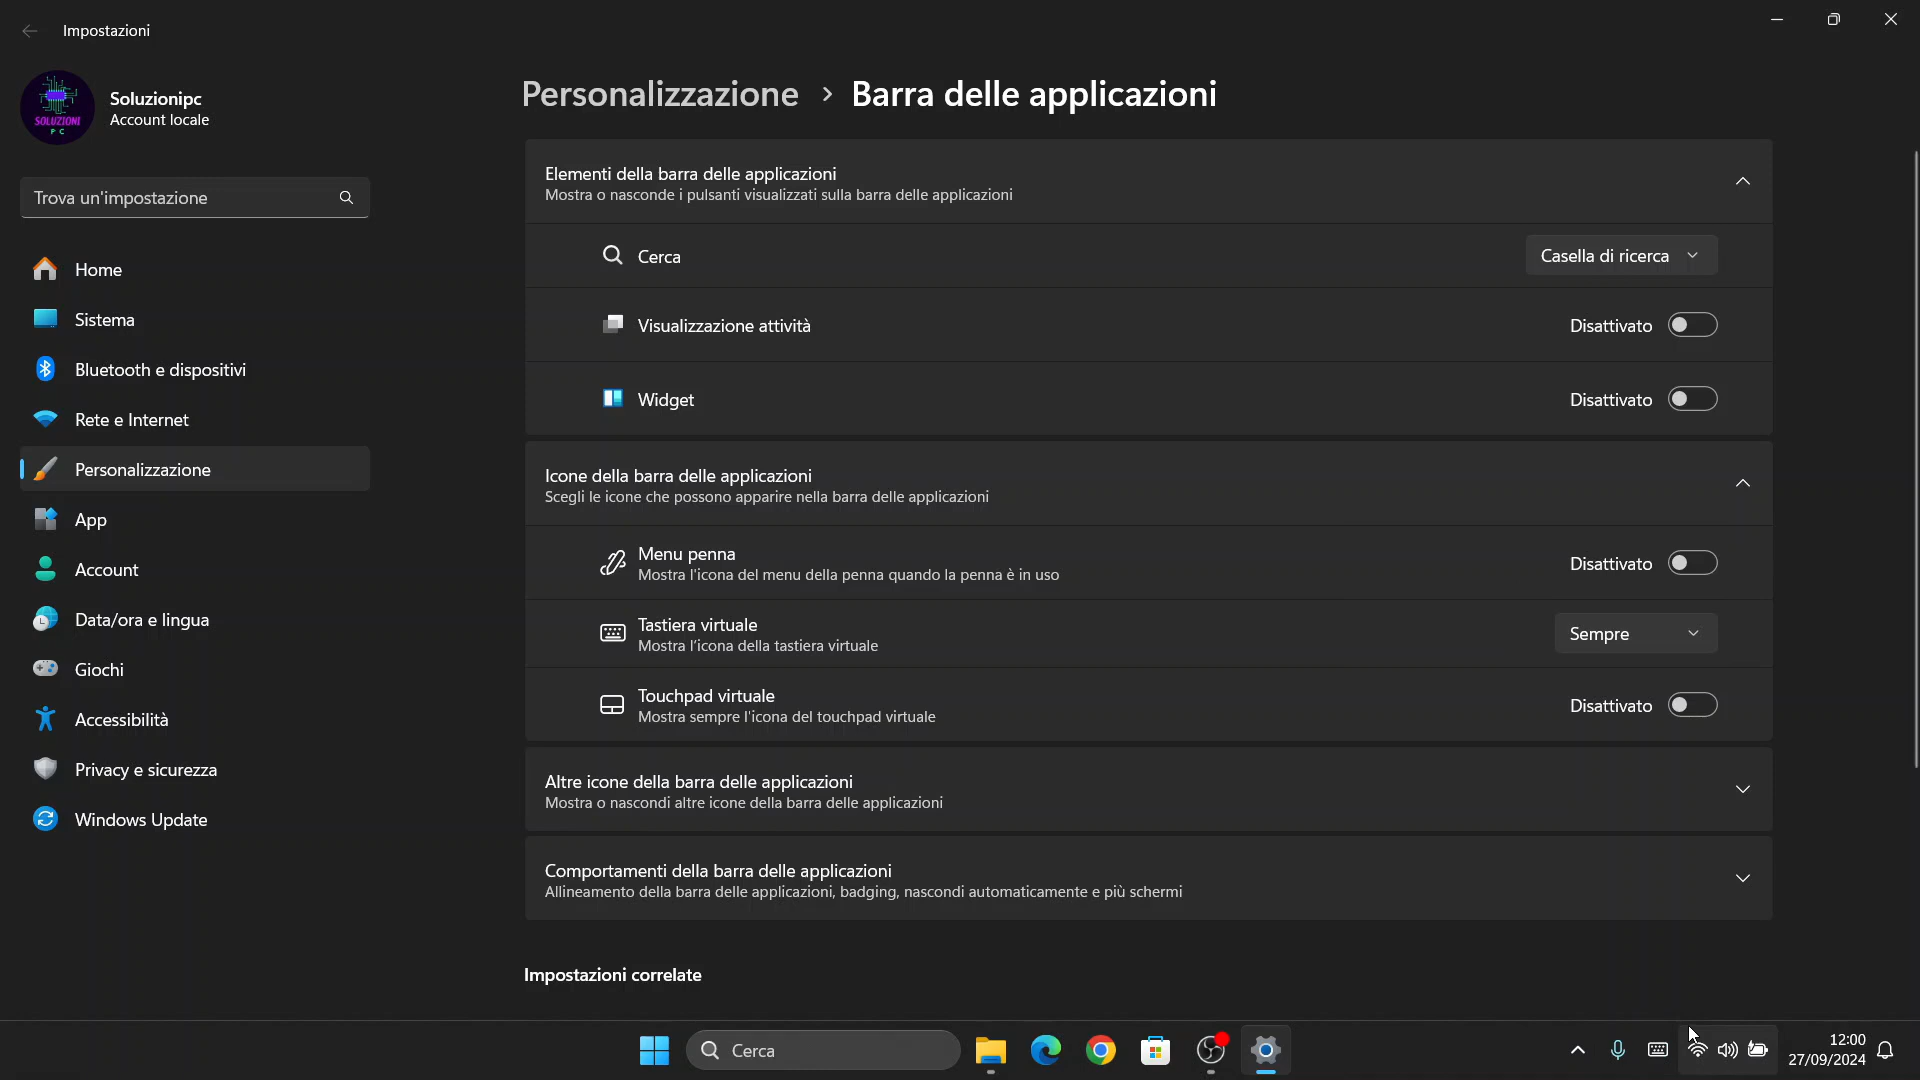 Impostazioni
SOLUZIONI
PC
Soluzionipc
Account locale
Trova un'impostazione
Home
Sistema
Bluetooth e dispositivi
Rete e Internet
Personalizzazione
App
Account
Data/ora e lingua
Giochi
Accessibilità
Privacy e sicurezza
Windows Update
Personalizzazione > Barra delle applicazioni
Elementi della barra delle applicazioni
Mostra o nasconde i pulsanti visualizzati sulla barra delle applicazioni
Cerca
Casella di ricerca
Visualizzazione attività
Disattivato
Widget
Disattivato
Icone della barra delle applicazioni
Scegli le icone che possono apparire nella barra delle applicazioni
Menu penna
Mostra l'icona del menu della penna quando la penna è in uso
Disattivato
Tastiera virtuale
Mostra l'icona della tastiera virtuale
Sempre
Touchpad virtuale
Mostra sempre l'icona del touchpad virtuale
Disattivato
Altre icone della barra delle applicazioni
Mostra o nascondi altre icone della barra delle applicazioni
Comportamenti della barra delle applicazioni
Allineamento della barra delle applicazioni, badging, nascondi automaticamente e più schermi
Impostazioni correlate
Cerca
12:00
27/09/2024